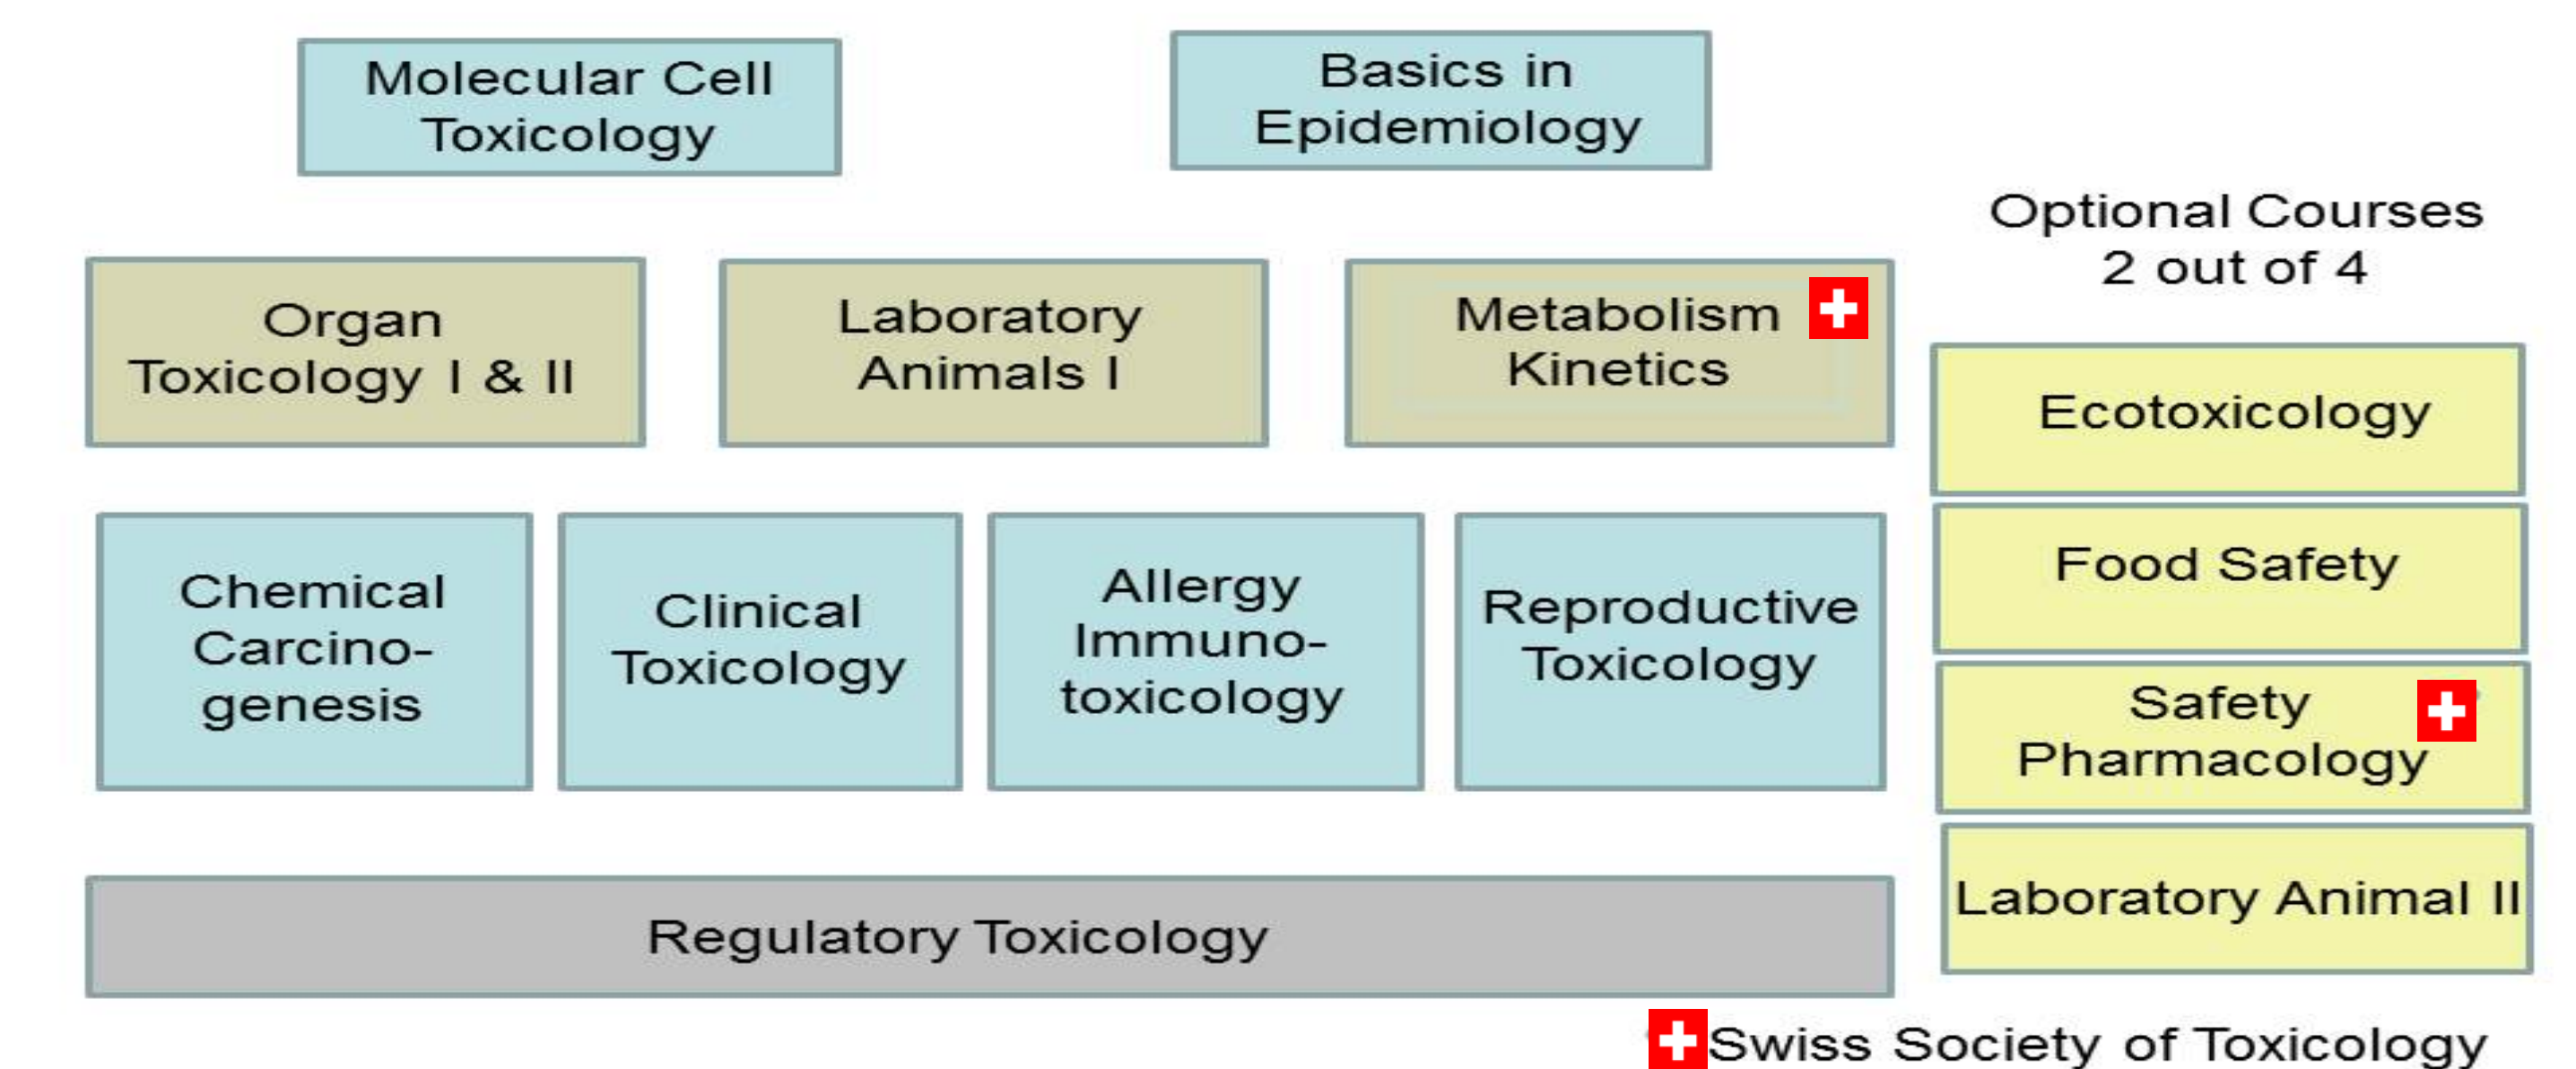 Molecular Cell
Toxicology
Basics in
Epidemiology
Optional Courses
2 out of 4
Organ
Toxicology I & II
Laboratory
Animals I
Metabolism
Kinetics
Ecotoxicology
Food Safety
Safety
Pharmacology
Laboratory Animal II
Chemical
Carcino-
genesis
Clinical
Toxicology
Allergy
Immuno-
toxicology
Reproductive
Toxicology
Regulatory Toxicology
Swiss Society of Toxicology